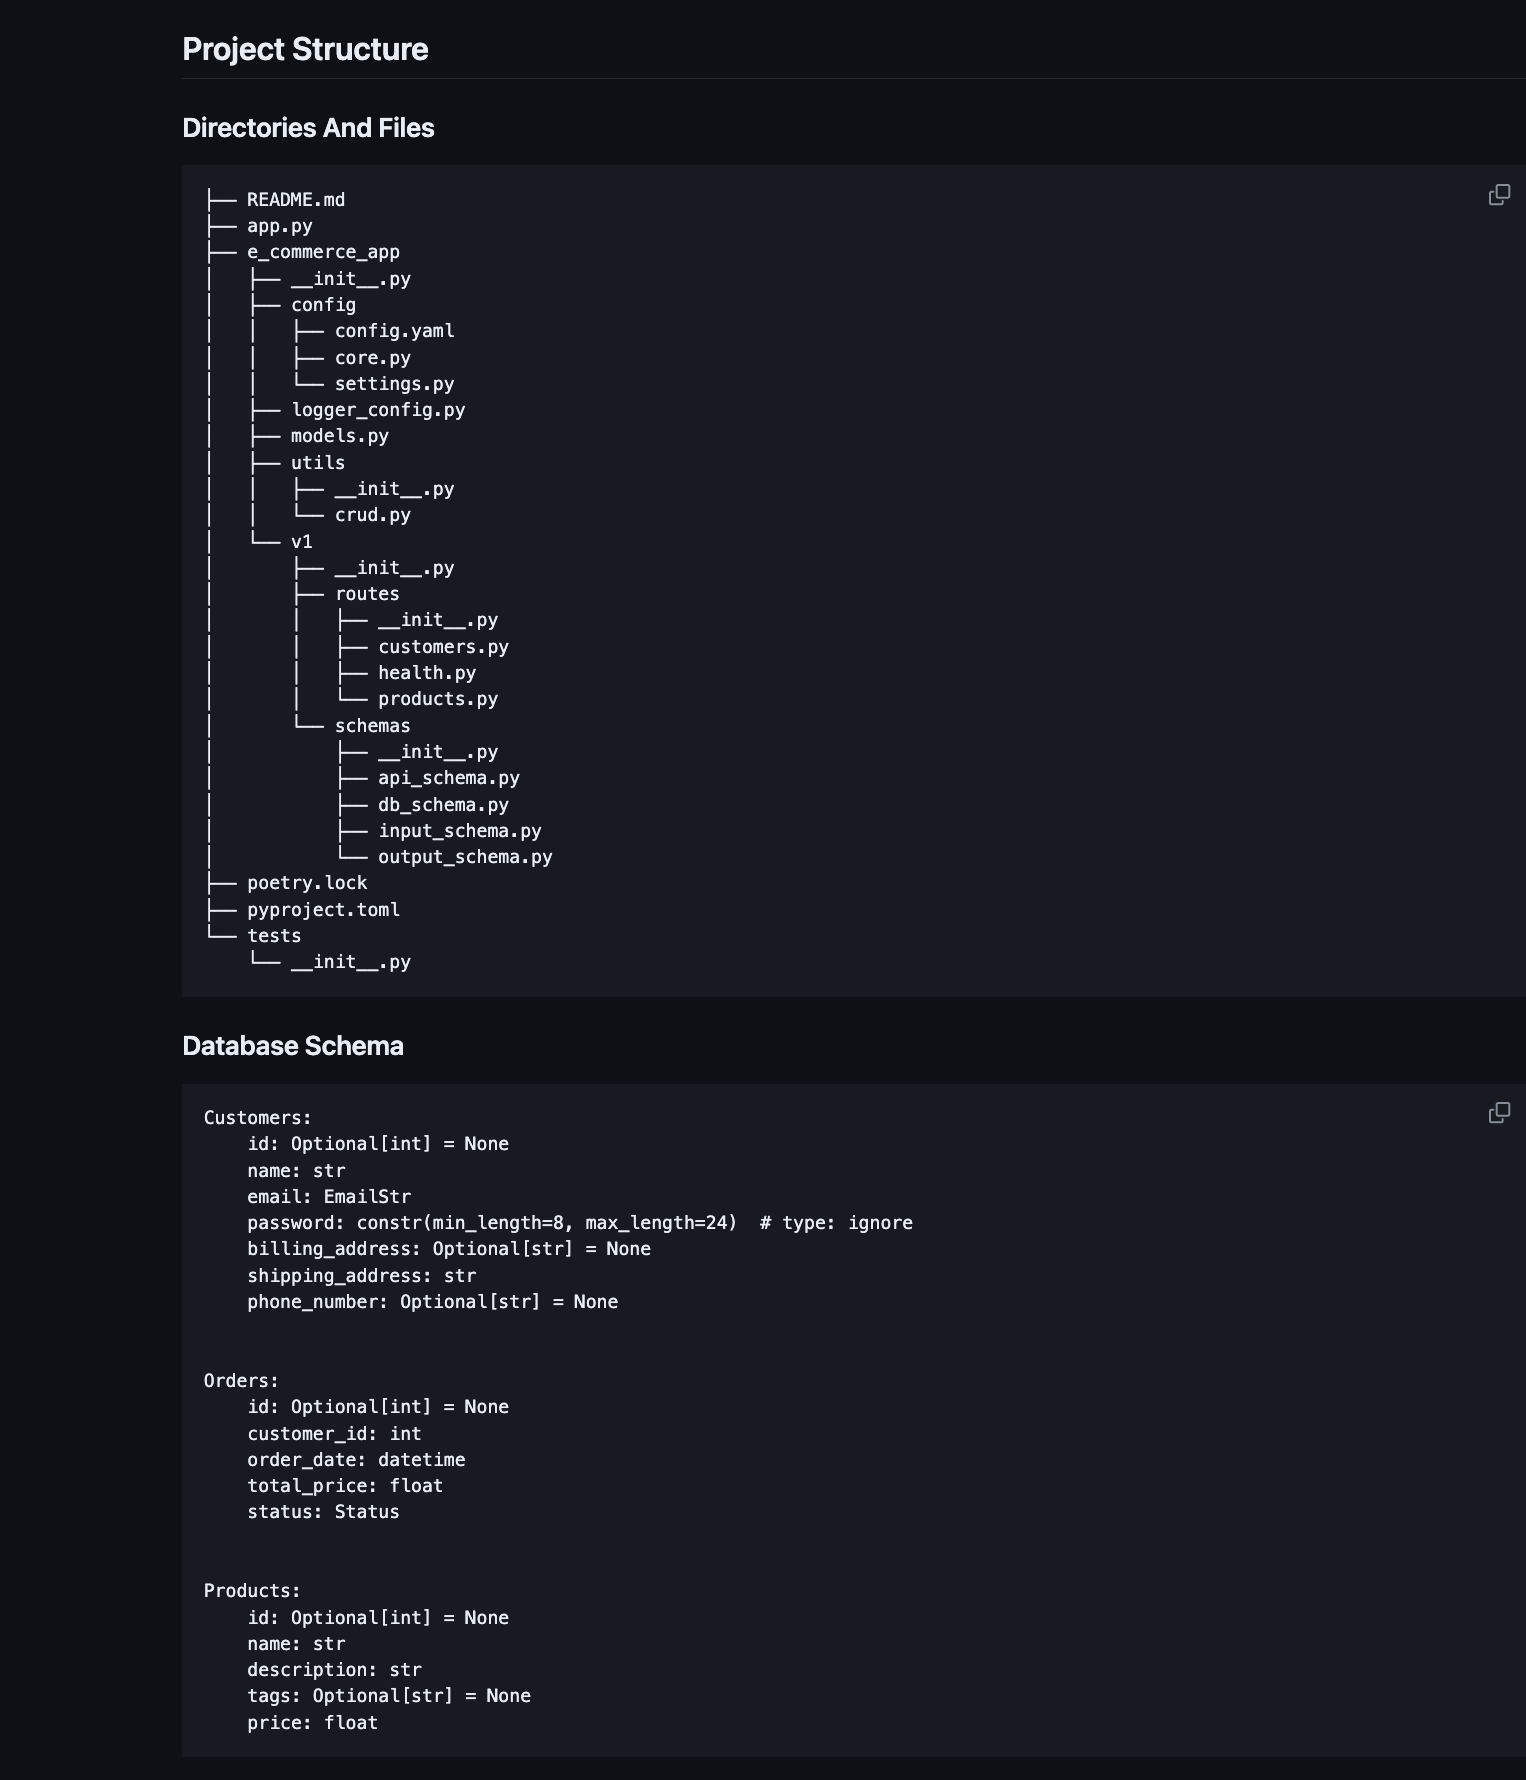 Project Structure
Directories And Files
├── README.md
├── app.py
├── e_commerce_app
│   ├── __init__.py
│   ├── config
│   │   ├── config.yaml
│   │   ├── core.py
│   │   └── settings.py
│   ├── logger_config.py
│   ├── models.py
│   ├── utils
│   │   ├── __init__.py
│   │   └── crud.py
│   └── v1
│       ├── __init__.py
│       ├── routes
│       │   ├── __init__.py
│       │   ├── customers.py
│       │   ├── health.py
│       │   └── products.py
│       └── schemas
│           ├── __init__.py
│           ├── api_schema.py
│           ├── db_schema.py
│           ├── input_schema.py
│           └── output_schema.py
├── poetry.lock
├── pyproject.toml
└── tests
    └── __init__.py
Database Schema
Customers:
    id: Optional[int] = None
    name: str
    email: EmailStr
    password: constr(min_length=8, max_length=24)  # type: ignore
    billing_address: Optional[str] = None
    shipping_address: str
    phone_number: Optional[str] = None
Orders:
    id: Optional[int] = None
    customer_id: int
    order_date: datetime
    total_price: float
    status: Status
Products:
    id: Optional[int] = None
    name: str
    description: str
    tags: Optional[str] = None
    price: float